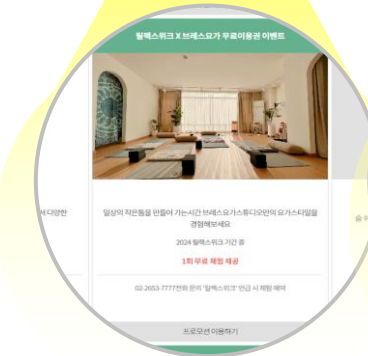 릴렉스위크 X 브레스요가 무료이용권 이벤트
일상의 작은틈을 만들어 가는시간 브레스요가스튜디오만의 요가스타일을
경험해보세요
2024 릴렉스위크 기간 중
1회 무료 체험 제공
02-2653-7777전화 문의 '릴렉스위크' 언급 시 체험 예약
프로모션 이용하기